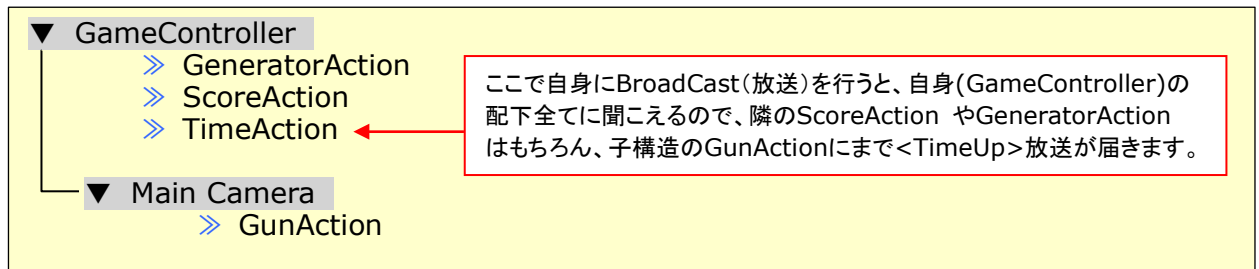 ▼ GameController
≫ GeneratorAction
≫ ScoreAction
≫ TimeAction
ここで自身にBroadCast（放送）を行うと、自身(GameController)の
配下全てに聞こえるので、隣のScoreAction やGeneratorAction
はもちろん、子構造のGunActionにまで<TimeUp>放送が届きます。
▼ Main Camera
≫ GunAction